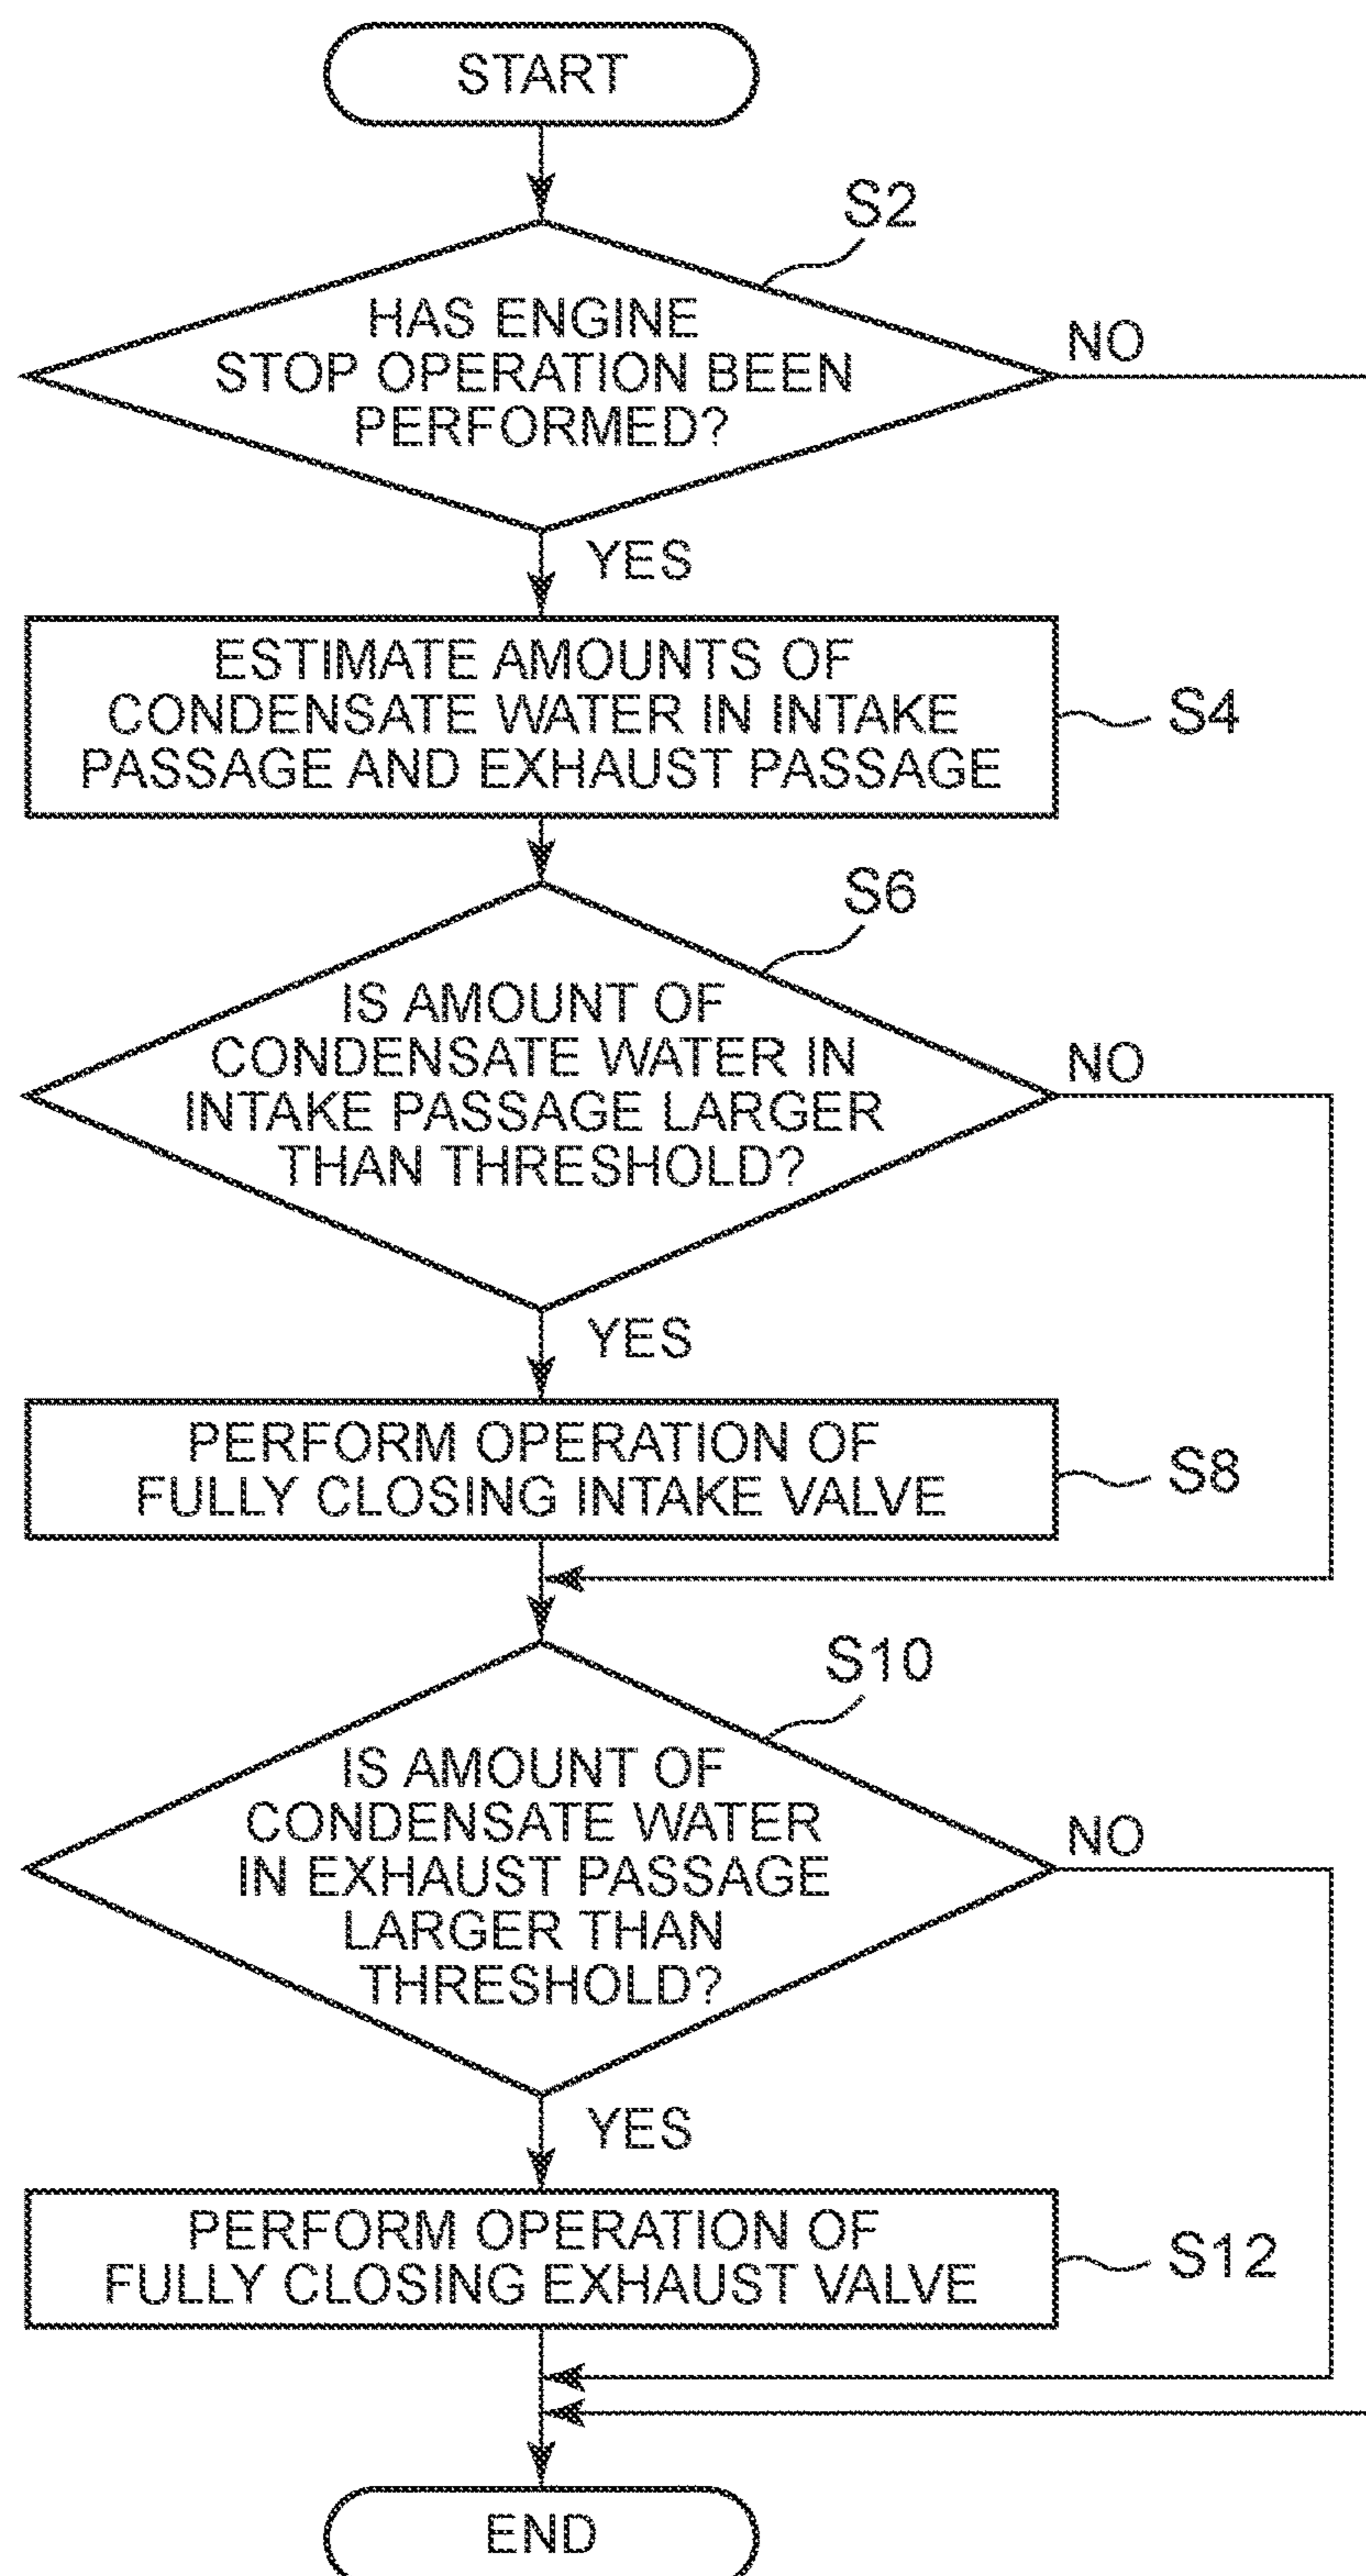 START
S2
HAS ENGINE
STOP OPERATION BEEN
PERFORMED?
NO
YES
ESTIMATE AMOUNTS OF
CONDENSATE WATER IN INTAKE
PASSAGE AND EXHAUST PASSAGE
S4
S6
IS AMOUNT OF
CONDENSATE WATER IN
INTAKE PASSAGE LARGER
THAN THRESHOLD?
NO
YES
PERFORM OPERATION OF
FULLY CLOSING INTAKE VALVE
S8
S10
IS AMOUNT OF
CONDENSATE WATER
IN EXHAUST PASSAGE
LARGER THAN
THRESHOLD?
NO
YES
PERFORM OPERATION OF
FULLY CLOSING EXHAUST VALVE
S12
END